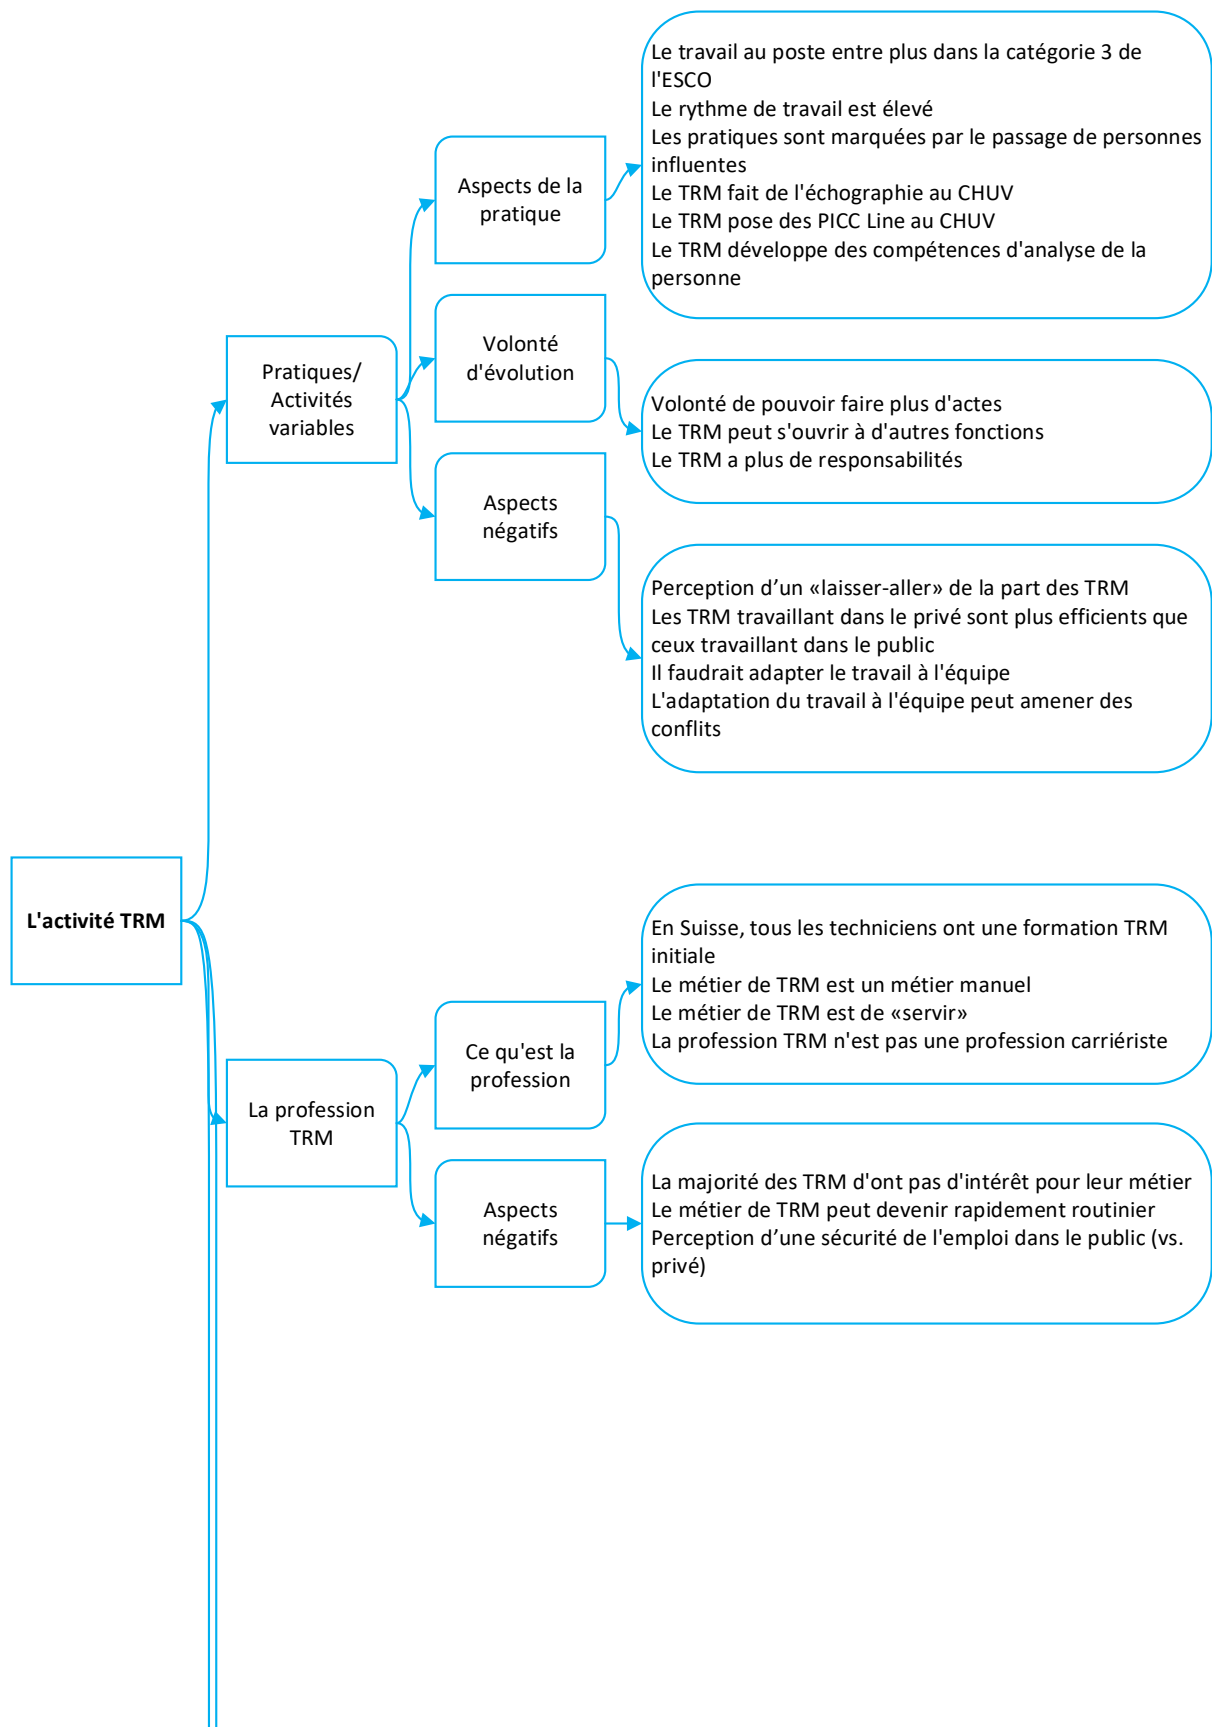 Le travail au poste entre plus dans la catégorie 3 de
l'ESCO
Le rythme de travail est élevé
Les pratiques sont marquées par le passage de personnes
influentes
Le TRM fait de l'échographie au CHUV
Le TRM pose des PICC Line au CHUV
Le TRM développe des compétences d'analyse de la
personne
Aspects de la
pratique
Volonté
d'évolution
Pratiques/
Activités
variables
Volonté de pouvoir faire plus d'actes
Le TRM peut s'ouvrir à d'autres fonctions
Le TRM a plus de responsabilités
Aspects
négatifs
Perception d’un «laisser-aller» de la part des TRM
Les TRM travaillant dans le privé sont plus efficients que
ceux travaillant dans le public
Il faudrait adapter le travail à l'équipe
L'adaptation du travail à l'équipe peut amener des
conflits
L'activité TRM
En Suisse, tous les techniciens ont une formation TRM
initiale
Le métier de TRM est un métier manuel
Le métier de TRM est de «servir»
La profession TRM n'est pas une profession carriériste
Ce qu'est la
profession
La profession
TRM
Aspects
négatifs
La majorité des TRM d'ont pas d'intérêt pour leur métier
Le métier de TRM peut devenir rapidement routinier
Perception d’une sécurité de l'emploi dans le public (vs.
privé)